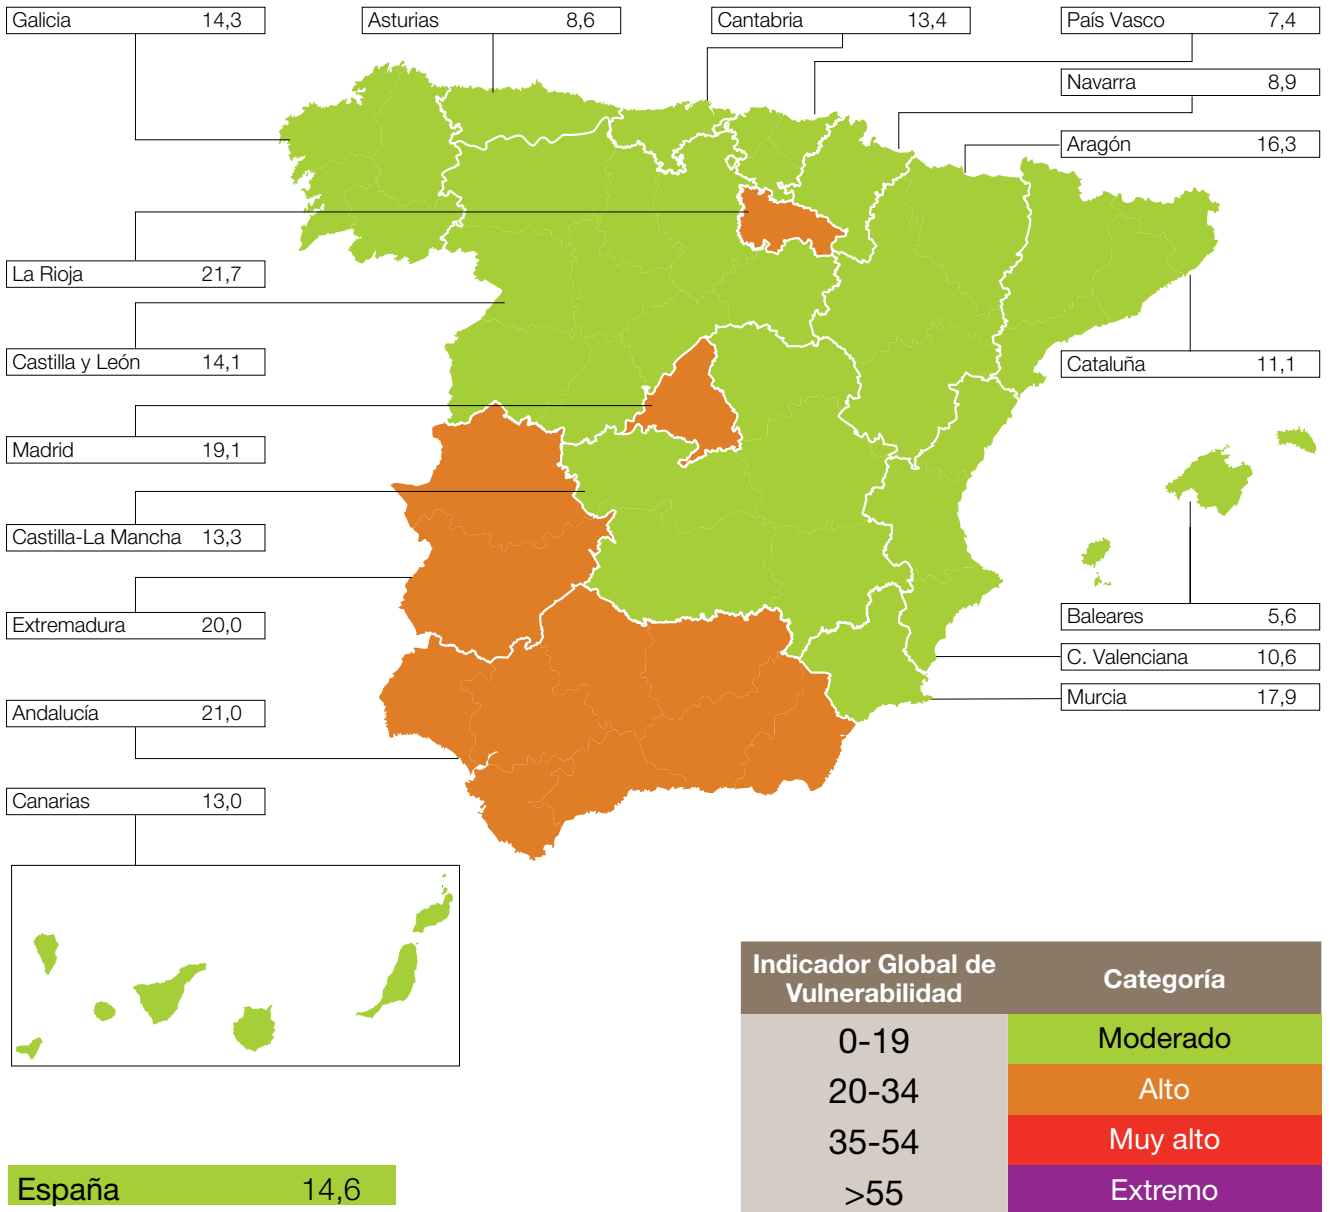 Galicia 14,3
Asturias 8,6
Cantabria 13,4
País Vasco 7,4
Navarra 8,9
Aragón 16,3
La Rioja 21,7
Castilla y León 14,1
Cataluña 11,1
Madrid 19,1
Castilla-La Mancha 13,3
Extremadura 20,0
Baleares 5,6
C. Valenciana 10,6
Murcia 17,9
Andalucía 21,0
Canarias 13,0
Indicador Global de
Vulnerabilidad
Categoría
0-19 Moderado
20-34 Alto
35-54 Muy alto
>55 Extremo
España 14,6